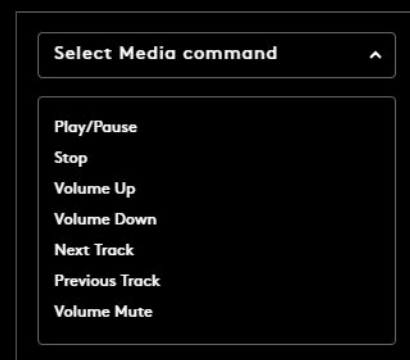 Select Media command
Play/Pause
Stop
Volume Up
Volume Down
Next Track
Previous Track
Volume Mute